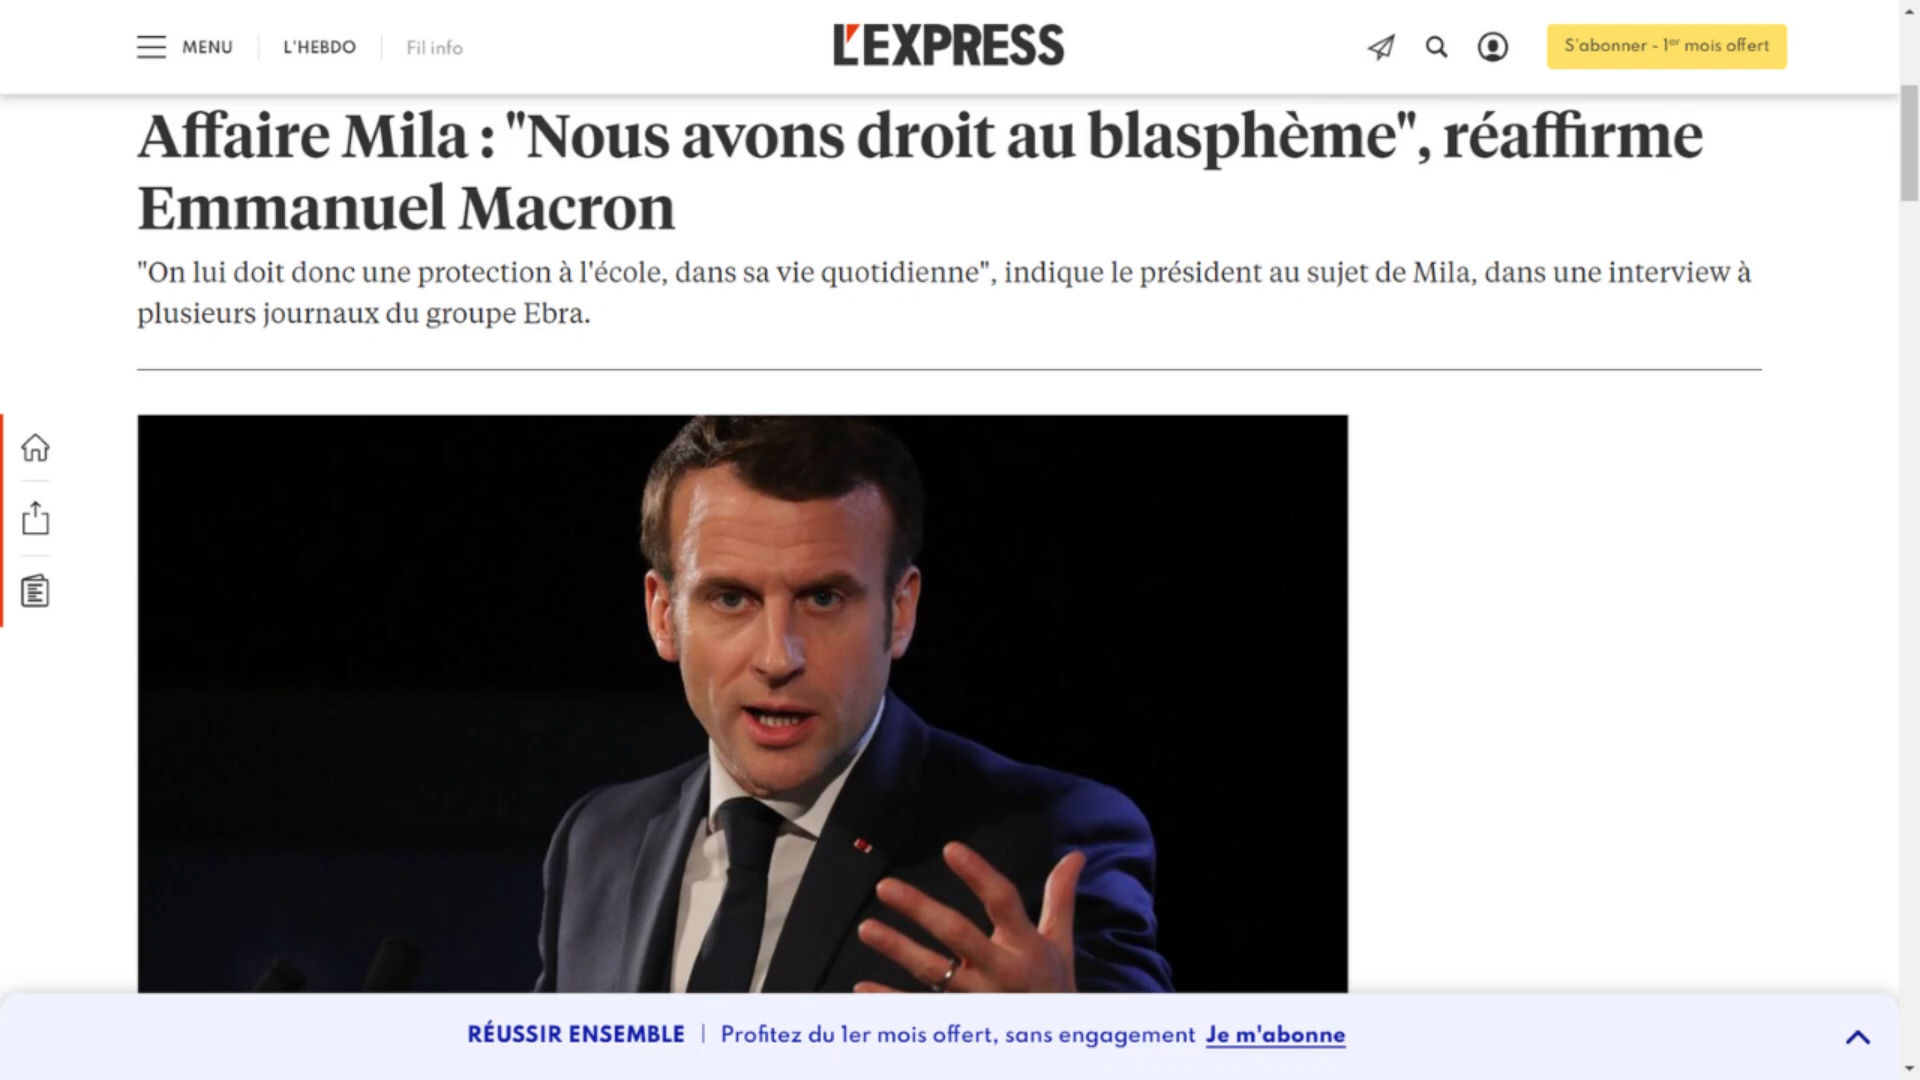 MENU
L'HEBDO
Fil info
L'EXPRESS
S'abonner - 1er mois offert
Affaire Mila : "Nous avons droit au blasphème", réaffirme
Emmanuel Macron
"On lui doit donc une protection à l'école, dans sa vie quotidienne", indique le président au sujet de Mila, dans une interview à
plusieurs journaux du groupe Ebra.
RÉUSSIR ENSEMBLE | Profitez du 1er mois offert, sans engagement Je m'abonne